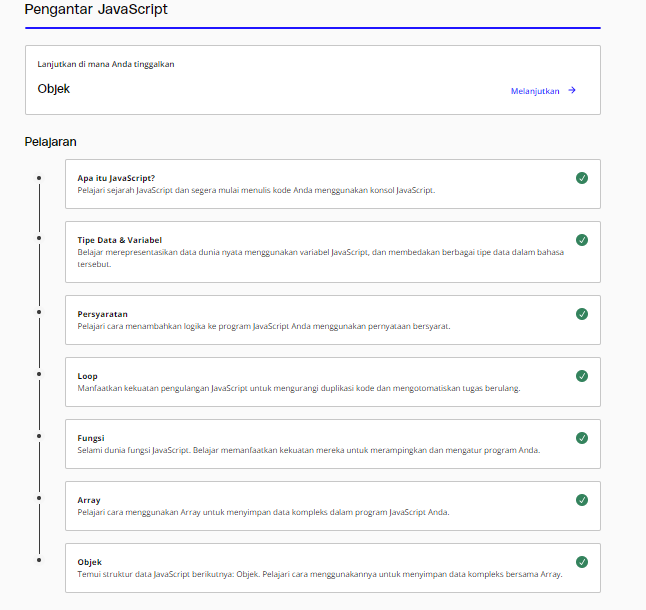 Pengantar JavaScript
Lanjutkan di mana Anda tinggalkan
Objek
Melanjutkan
Pelajaran
Apa itu JavaScript?
Pelajari sejarah JavaScript dan segera mulai menulis kode Anda menggunakan konsol JavaScript.
Tipe Data & Variabel
Belajar merepresentasikan data dunia nyata menggunakan variabel JavaScript, dan membedakan berbagai tipe data dalam bahasa
tersebut.
Persyaratan
Pelajari cara menambahkan logika ke program JavaScript Anda menggunakan pernyataan bersyarat.
Loop
Manfaatkan kekuatan pengulangan JavaScript untuk mengurangi duplikasi kode dan mengotomatiskan tugas berulang.
Fungsi
Selami dunia fungsi JavaScript. Belajar memanfaatkan kekuatan mereka untuk merampingkan dan mengatur program Anda.
Array
Pelajari cara menggunakan Array untuk menyimpan data kompleks dalam program JavaScript Anda.
Objek
Temui struktur data JavaScript berikutnya: Objek. Pelajari cara menggunakannya untuk menyimpan data kompleks bersama Array.